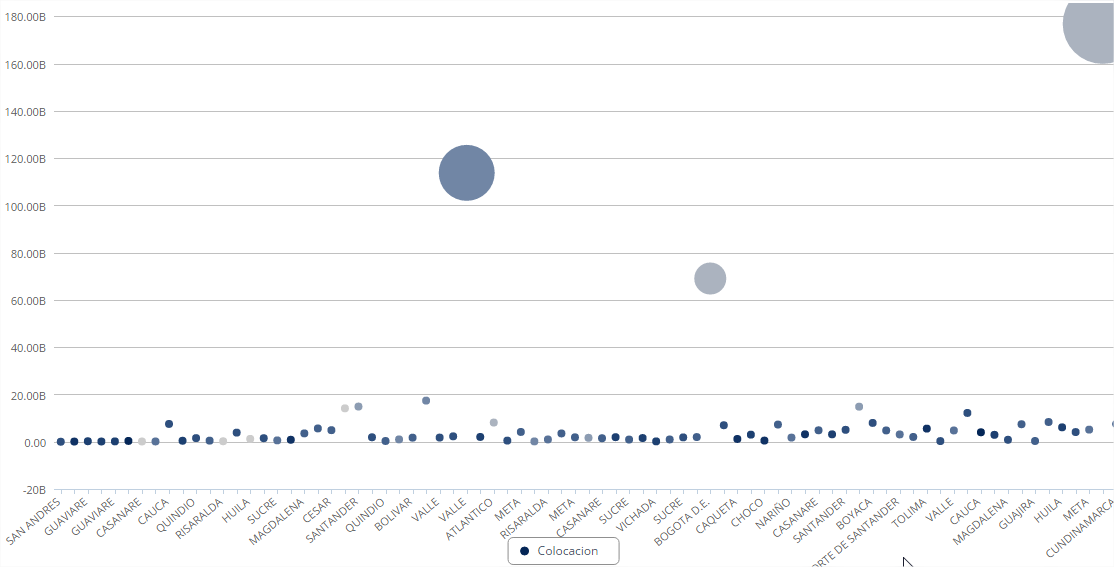 180.00B
160.00B
140.00B
120.00B
100.00B
80.00B
60.00B
40.00B
20.00B
0.00
-20B
SAN ANDRES
GUAVIARE
GUAVIARE
CASANARE
CAUCA
QUINDIO
RISARALDA
HUILA
SUCRE
MAGDALENA
CESAR
SANTANDER
QUINDIO
BOLIVAR
VALLE
VALLE
ATLANTICO
META
RISARALDA
META
CASANARE
SUCRE
VICHADA
SUCRE
BOGOTA D.E.
CAQUETA
CHOCO
NARIÑO
CASANARE
SANTANDER
BOYACA
ORTE DE SANTANDER
TOLIMA
VALLE
CAUCA
MAGDALENA
GUAJIRA
HUILA
META
CUNDINAMARCA
Colocacion